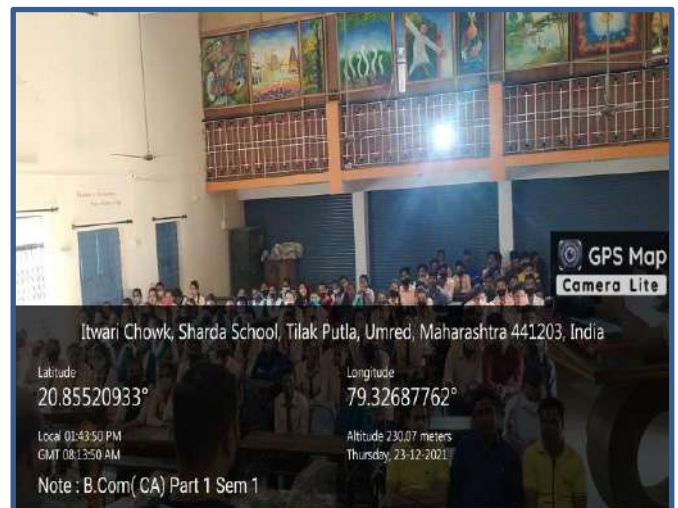 GPS Map
Camera Lite
Itwari Chowk, Sharda School, Tilak Putla, Umred, Maharashtra 441203, India
Latitude
20.85520933°
Longitude
79.32687762°
Local 01:43:50 PM
GMT 08:13:50 AM
Altitude 230.07 meters
Thursday, 23-12-2021
Note : B.Com( CA) Part 1 Sem 1